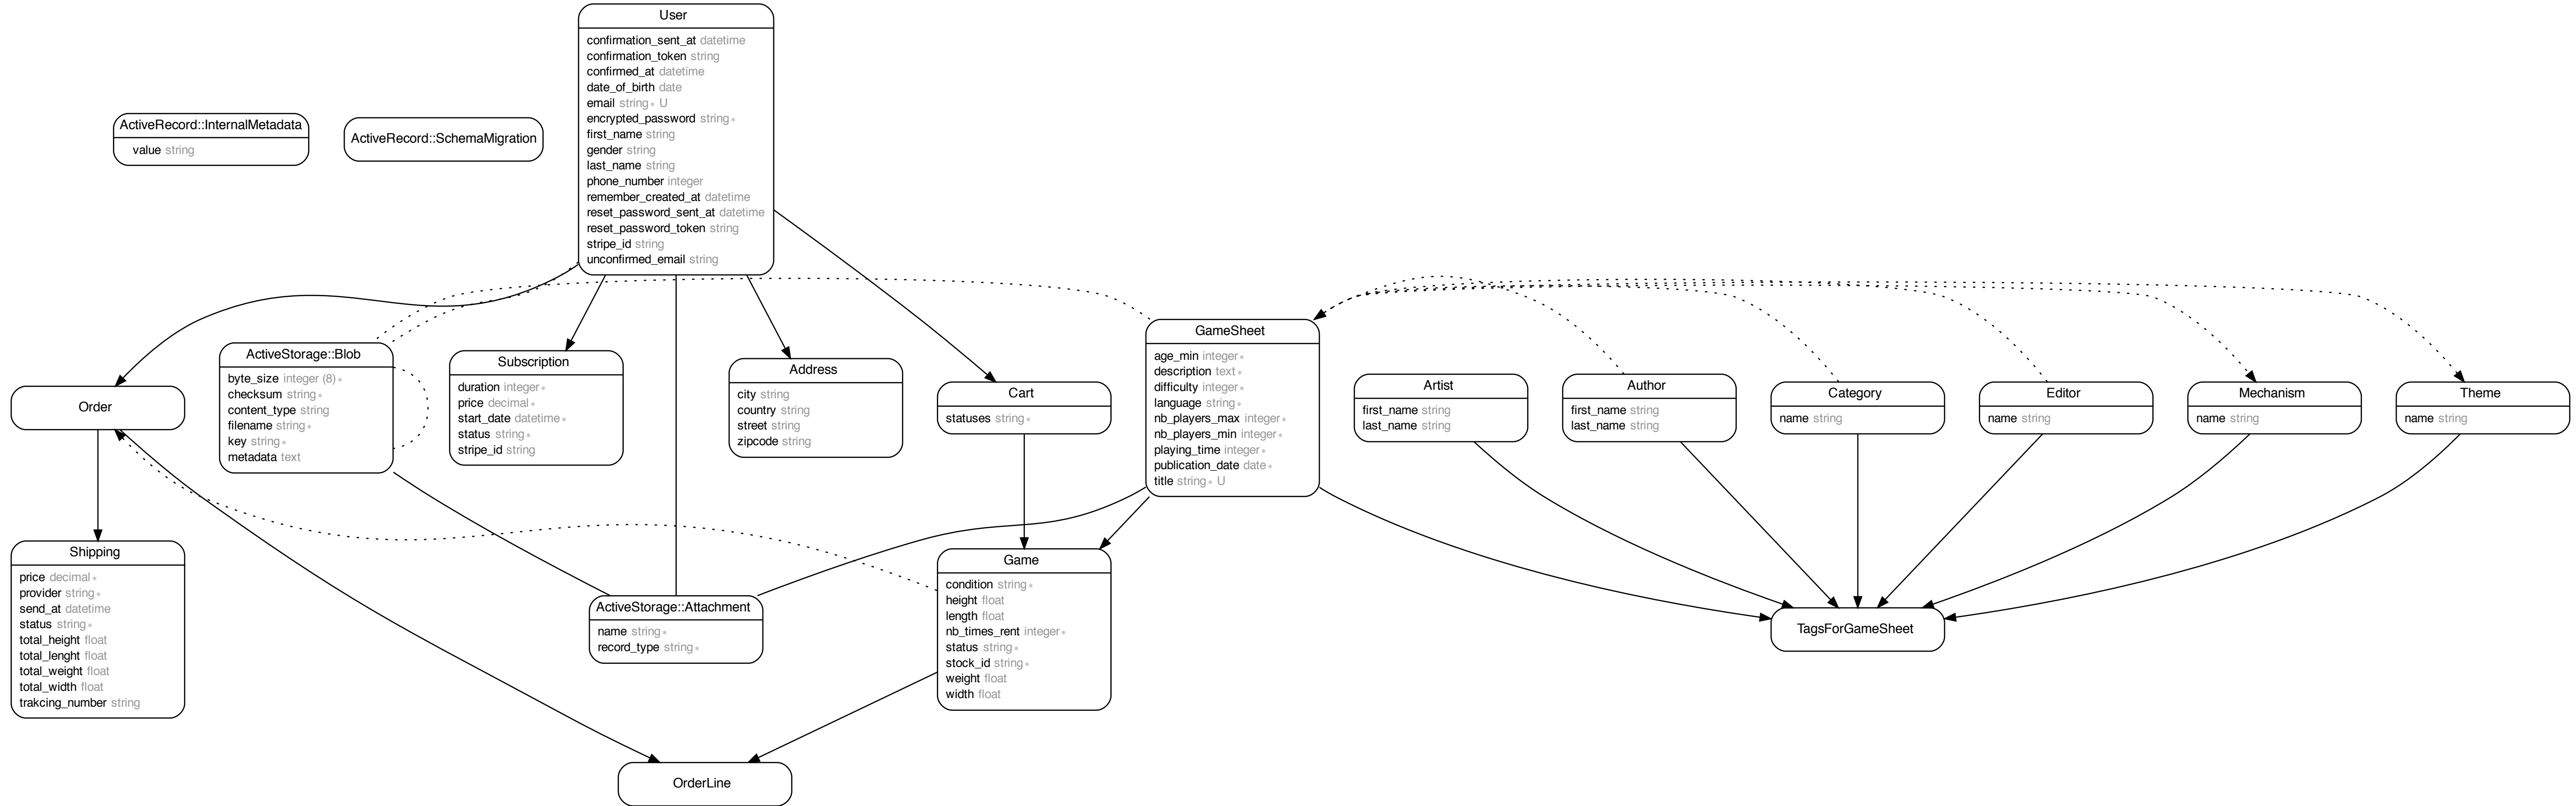 User
confirmation_sent_at datetime
confirmation_token string
confirmed_at datetime
date_of_birth date
email string∗ U
encrypted_password string∗
first_name string
gender string
last_name string
phone_number integer
remember_created_at datetime
reset_password_sent_at datetime
reset_password_token string
stripe_id string
unconfirmed_email string
ActiveRecord::InternalMetadata
value string
ActiveRecord::SchemaMigration
Order
ActiveStorage::Blob
byte_size integer (8)∗
checksum string∗
content_type string
filename string∗
key string∗
metadata text
Subscription
duration integer∗
price decimal∗
start_date datetime∗
status string∗
stripe_id string
Address
city string
country string
street string
zipcode string
Cart
statuses string∗
GameSheet
age_min integer∗
description text∗
difficulty integer∗
language string∗
nb_players_max integer∗
nb_players_min integer∗
playing_time integer∗
publication_date date∗
title string∗ U
Artist
first_name string
last_name string
Author
first_name string
last_name string
Category
name string
Editor
name string
Mechanism
name string
Theme
name string
Shipping
price decimal∗
provider string∗
send_at datetime
status string∗
total_height float
total_lenght float
total_weight float
total_width float
trakcing_number string
ActiveStorage::Attachment
name string∗
record_type string∗
Game
condition string∗
height float
length float
nb_times_rent integer∗
status string∗
stock_id string∗
weight float
width float
TagsForGameSheet
OrderLine